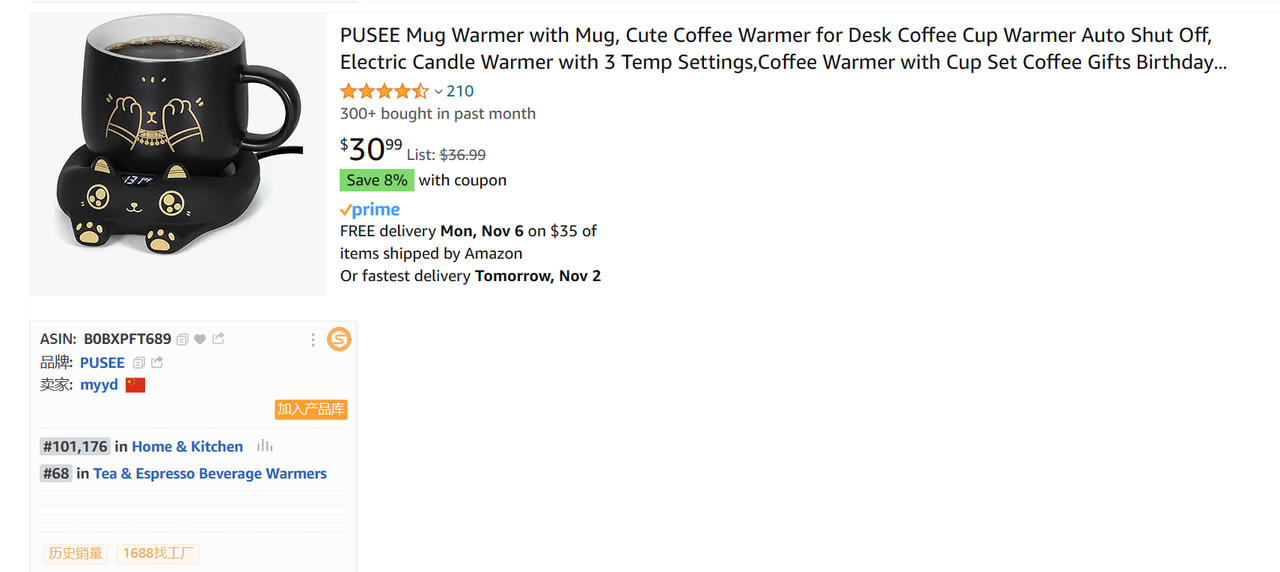 PUSEE Mug Warmer with Mug, Cute Coffee Warmer for Desk Coffee Cup Warmer Auto Shut Off,
Electric Candle Warmer with 3 Temp Settings,Coffee Warmer with Cup Set Coffee Gifts Birthday...
210
300+ bought in past month
$30.99 List: $36.99
Save 8% with coupon
prime
FREE delivery Mon, Nov 6 on $35 of
items shipped by Amazon
Or fastest delivery Tomorrow, Nov 2
131°F
ASIN: B0BXPFT689
品牌: PUSEE
卖家: myyd
加入产品库
#101,176 in Home & Kitchen
#68 in Tea & Espresso Beverage Warmers
历史销量 1688找工厂